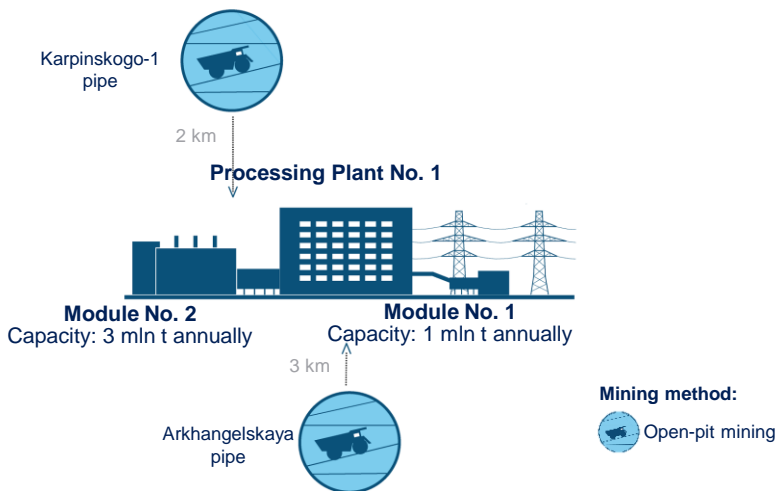 Karpinskogo-1
pipe
2 km
Processing Plant No. 1
Module No. 2
Capacity: 3 mln t annually
Module No. 1
Capacity: 1 mln t annually
3 km
Arkhangelskaya
pipe
Mining method:
Open-pit mining